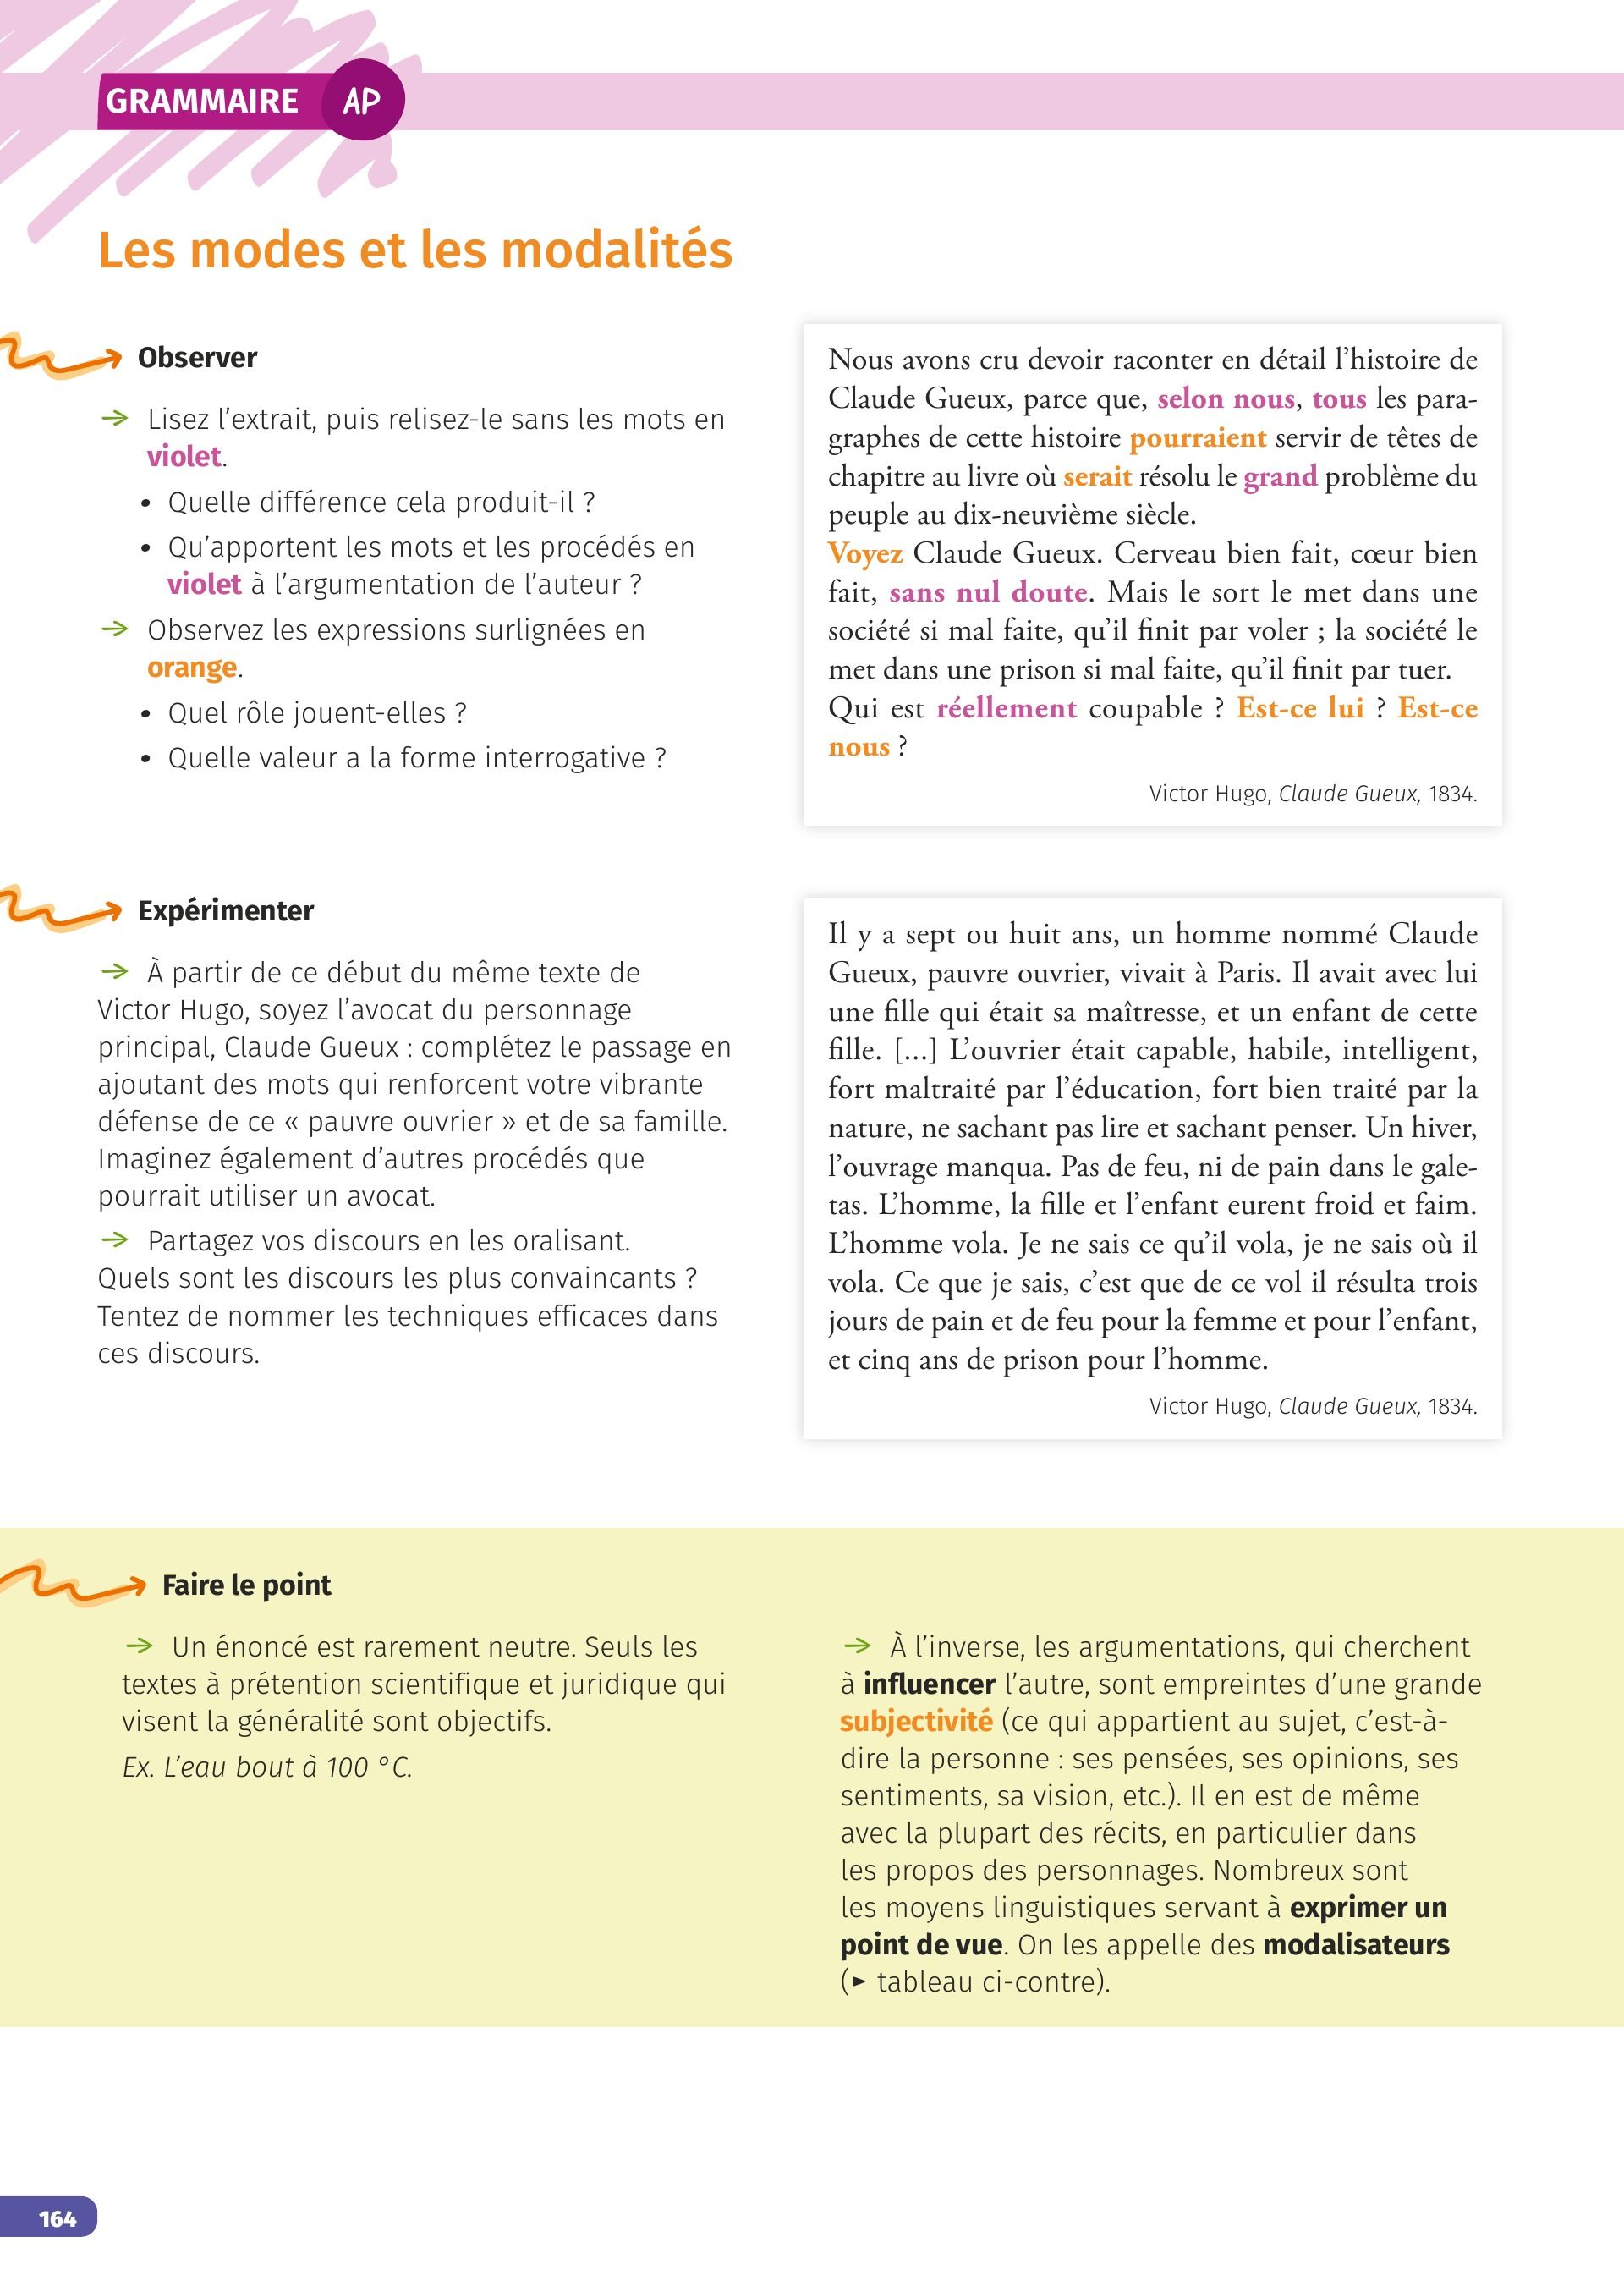 GRAMMAIRE AP
Les modes et les modalités
Observer
→ Lisez l’extrait, puis relisez-le sans les mots en
violet.
• Quelle différence cela produit-il ?
• Qu’apportent les mots et les procédés en
violet à l’argumentation de l’auteur ?
→ Observez les expressions surlignées en
orange.
• Quel rôle jouent-elles ?
• Quelle valeur a la forme interrogative ?
Nous avons cru devoir raconter en détail l’histoire de
Claude Gueux, parce que, selon nous, tous les para-
graphes de cette histoire pourraient servir de têtes de
chapitre au livre où serait résolu le grand problème du
peuple au dix-neuvième siècle.
Voyez Claude Gueux. Cerveau bien fait, cœur bien
fait, sans nul doute. Mais le sort le met dans une
société si mal faite, qu’il finit par voler ; la société le
met dans une prison si mal faite, qu’il finit par tuer.
Qui est réellement coupable ? Est-ce lui ? Est-ce
nous ?
Victor Hugo, Claude Gueux, 1834.
Expérimenter
→ À partir de ce début du même texte de
Victor Hugo, soyez l’avocat du personnage
principal, Claude Gueux : complétez le passage en
ajoutant des mots qui renforcent votre vibrante
défense de ce « pauvre ouvrier » et de sa famille.
Imaginez également d’autres procédés que
pourrait utiliser un avocat.
→ Partagez vos discours en les oralisant.
Quels sont les discours les plus convaincants ?
Tentez de nommer les techniques efficaces dans
ces discours.
Il y a sept ou huit ans, un homme nommé Claude
Gueux, pauvre ouvrier, vivait à Paris. Il avait avec lui
une fille qui était sa maîtresse, et un enfant de cette
fille. [...] L’ouvrier était capable, habile, intelligent,
fort maltraité par l’éducation, fort bien traité par la
nature, ne sachant pas lire et sachant penser. Un hiver,
l’ouvrage manqua. Pas de feu, ni de pain dans le gale-
tas. L’homme, la fille et l’enfant eurent froid et faim.
L’homme vola. Je ne sais ce qu’il vola, je ne sais où il
vola. Ce que je sais, c’est que de ce vol il résulta trois
jours de pain et de feu pour la femme et pour l’enfant,
et cinq ans de prison pour l’homme.
Victor Hugo, Claude Gueux, 1834.
Faire le point
→ Un énoncé est rarement neutre. Seuls les
textes à prétention scientifique et juridique qui
visent la généralité sont objectifs.
Ex. L’eau bout à 100 °C.
→ À l’inverse, les argumentations, qui cherchent
à influencer l’autre, sont empreintes d’une grande
subjectivité (ce qui appartient au sujet, c’est-à-
dire la personne : ses pensées, ses opinions, ses
sentiments, sa vision, etc.). Il en est de même
avec la plupart des récits, en particulier dans
les propos des personnages. Nombreux sont
les moyens linguistiques servant à exprimer un
point de vue. On les appelle des modalisateurs
(► tableau ci-contre).
164